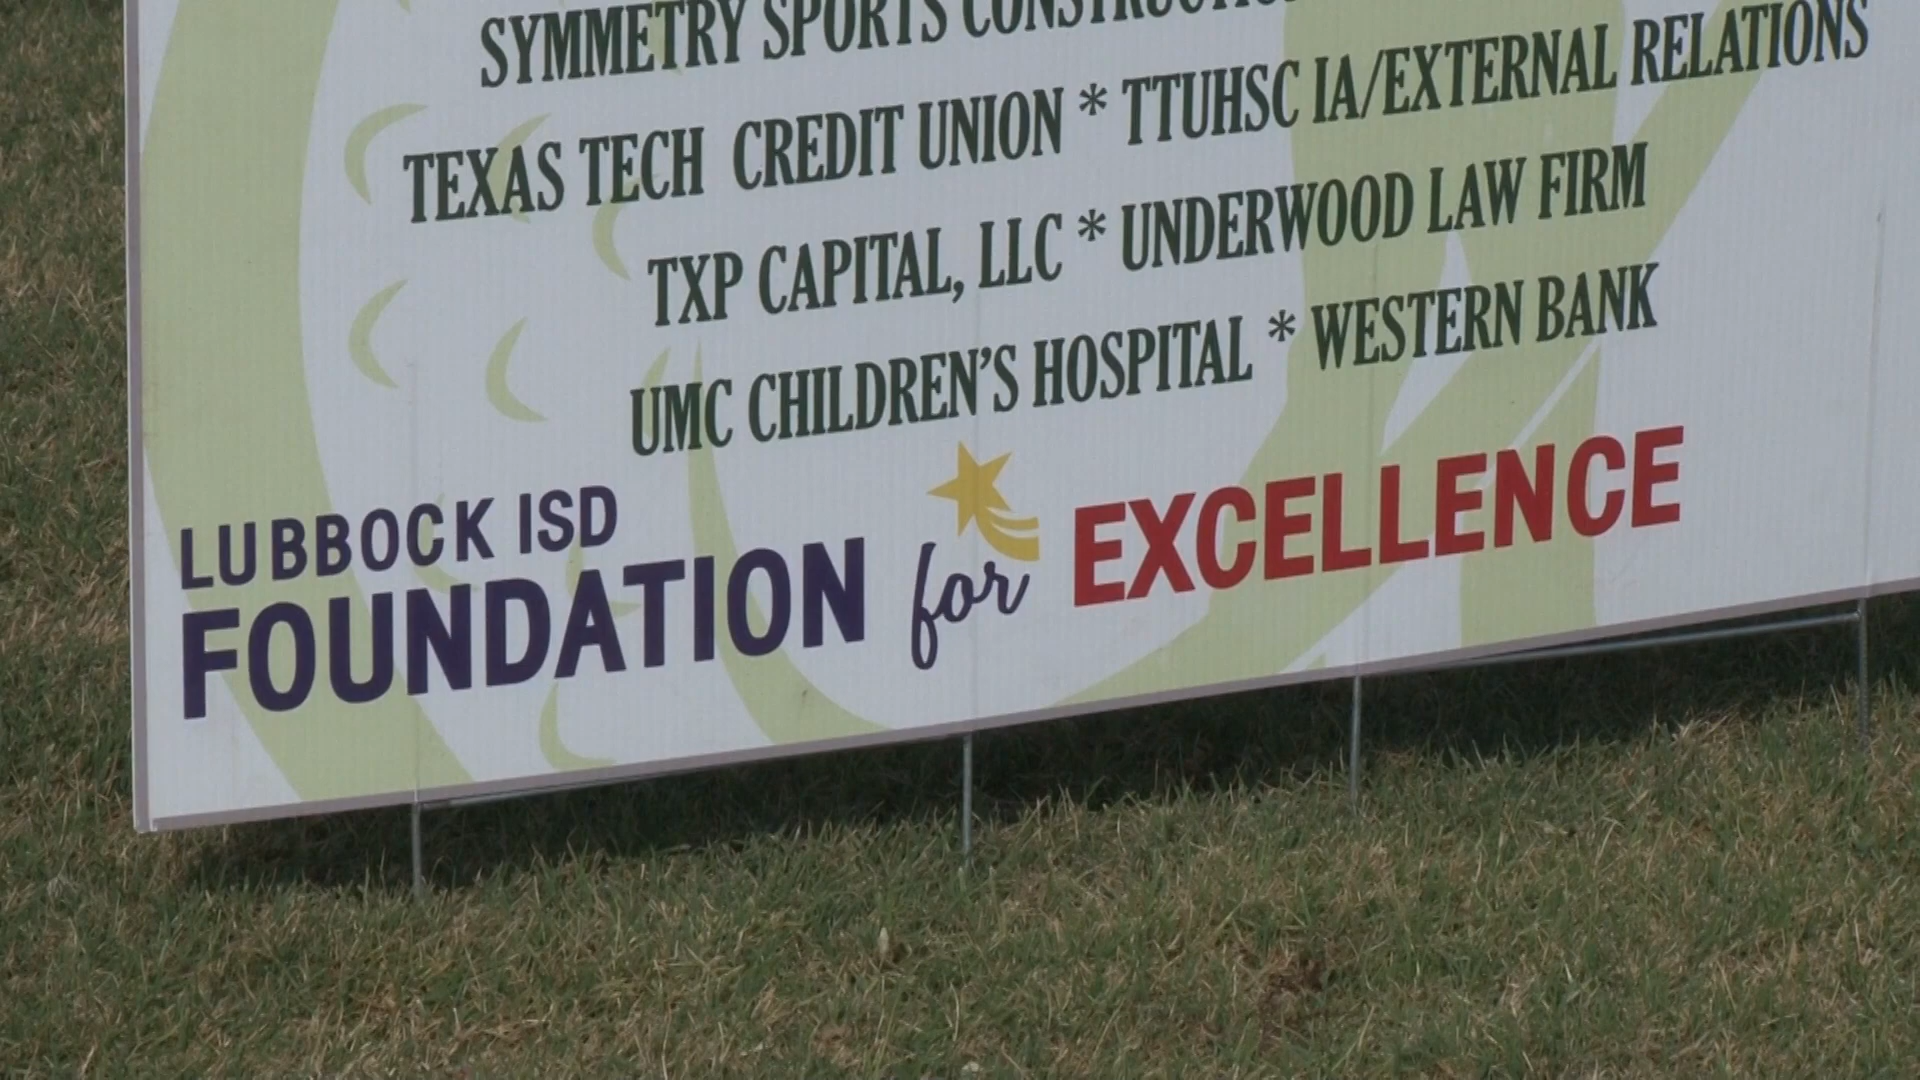 SYMMETRY SPORTS
TEXAS TECH CREDIT UNION * TTUHSC IA/EXTERNAL RELATIONS
TXP CAPITAL, LLC * UNDERWOOD LAW FIRM
UMC CHILDREN'S HOSPITAL * WESTERN BANK
LUBBOCK ISD
FOUNDATION for EXCELLENCE